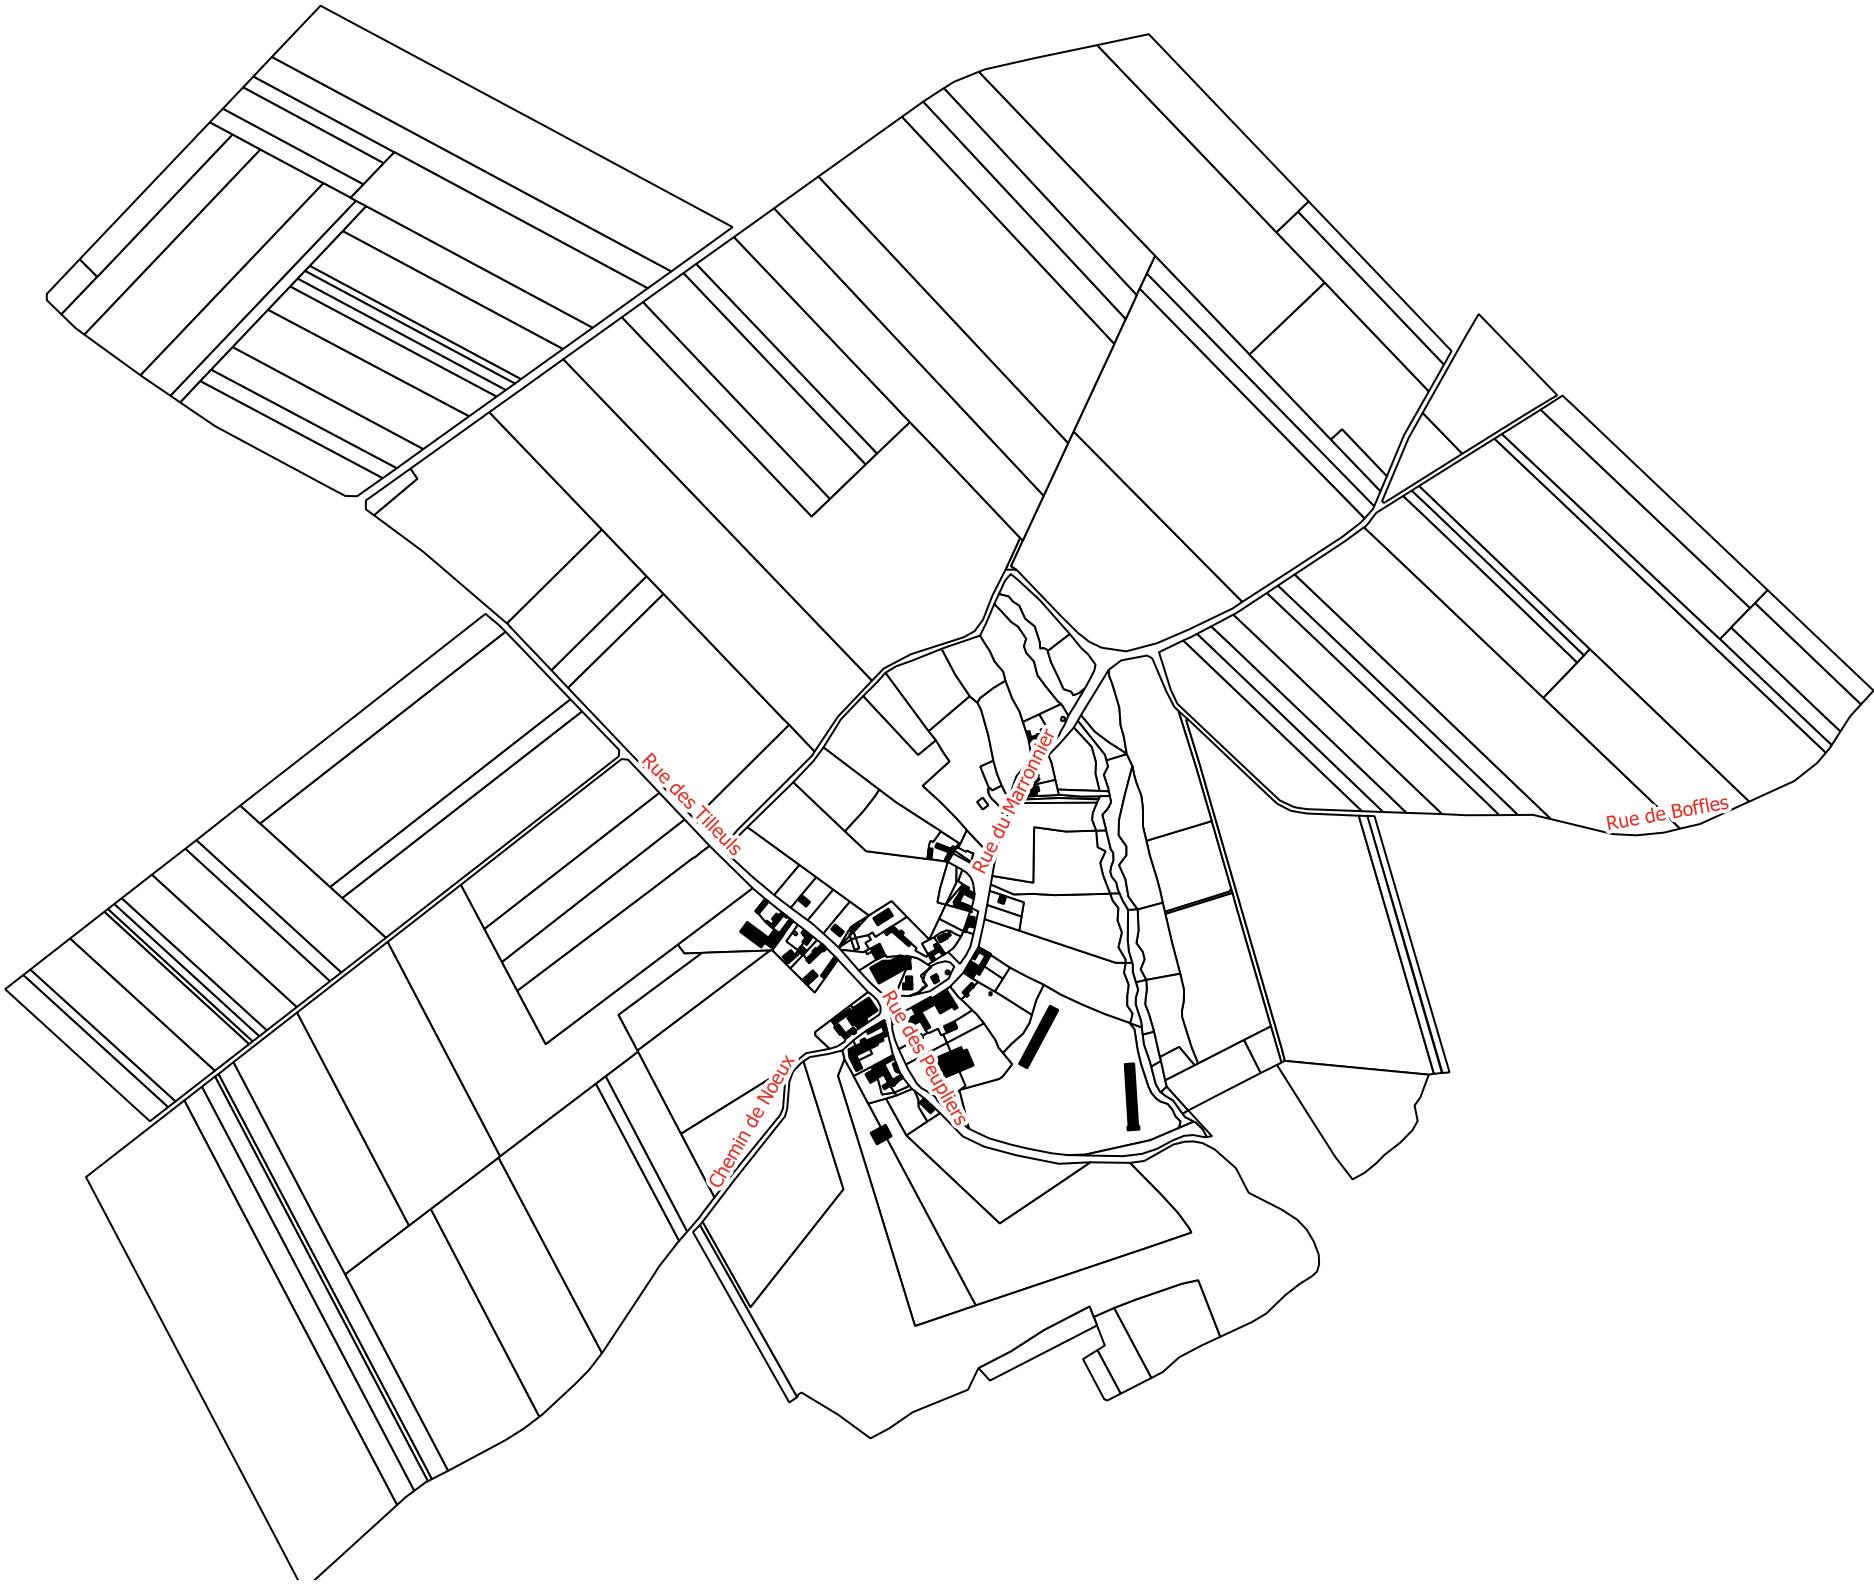 Rue du Marronnier
Rue des Tilleuls
Rue de Boffles
Rue des Peupliers
Chemin de Noeux